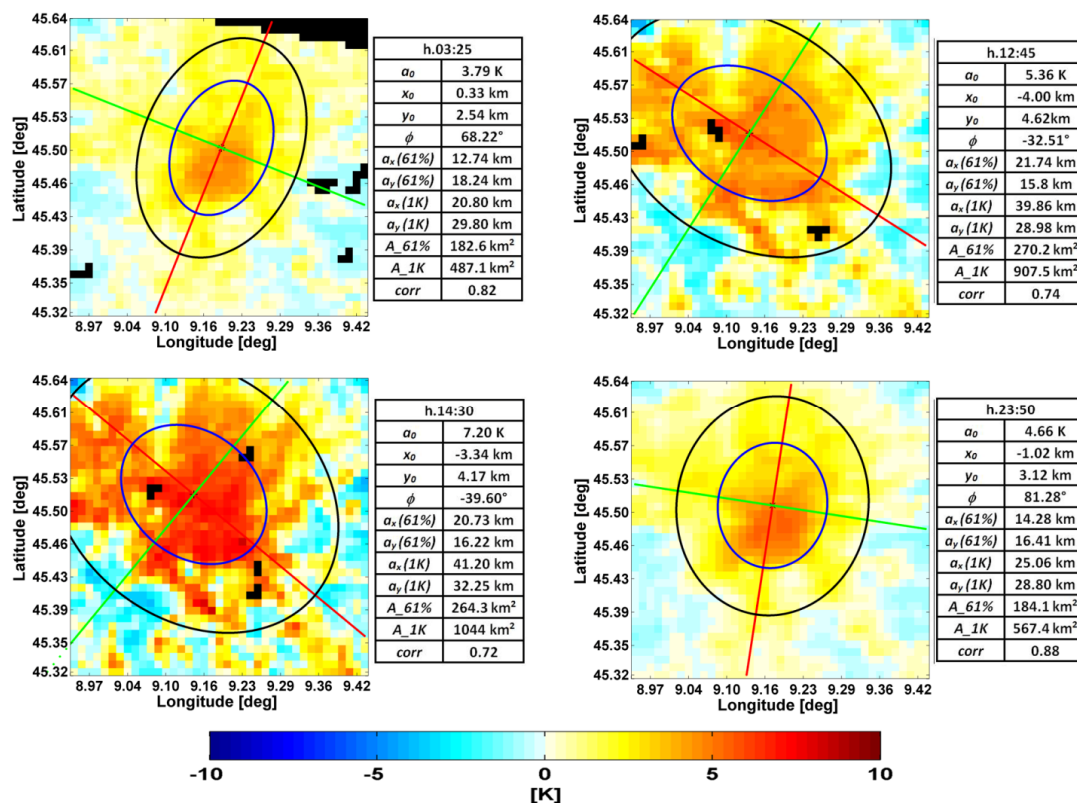 45.64
45.61
45.57
45.53
45.50
45.46
45.43
45.39
45.35
45.32
Latitude [deg]
8.97 9.04 9.10 9.16 9.23 9.29 9.36 9.42
Longitude [deg]
h.03:25
a₀ 3.79 K
x₀ 0.33 km
y₀ 2.54 km
ϕ 68.22°
aₓ (61%) 12.74 km
a_y (61%) 18.24 km
aₓ (1K) 20.80 km
a_y (1K) 29.80 km
A_61% 182.6 km²
A_1K 487.1 km²
corr 0.82
45.64
45.61
45.57
45.53
45.50
45.46
45.43
45.39
45.35
45.32
Latitude [deg]
8.97 9.04 9.10 9.16 9.23 9.29 9.36 9.42
Longitude [deg]
h.12:45
a₀ 5.36 K
x₀ -4.00 km
y₀ 4.62km
ϕ -32.51°
aₓ (61%) 21.74 km
a_y (61%) 15.8 km
aₓ (1K) 39.86 km
a_y (1K) 28.98 km
A_61% 270.2 km²
A_1K 907.5 km²
corr 0.74
45.64
45.61
45.57
45.53
45.50
45.46
45.43
45.39
45.35
45.32
Latitude [deg]
8.97 9.04 9.10 9.16 9.23 9.29 9.36 9.42
Longitude [deg]
h.14:30
a₀ 7.20 K
x₀ -3.34 km
y₀ 4.17 km
ϕ -39.60°
aₓ (61%) 20.73 km
a_y (61%) 16.22 km
aₓ (1K) 41.20 km
a_y (1K) 32.25 km
A_61% 264.3 km²
A_1K 1044 km²
corr 0.72
45.64
45.61
45.57
45.53
45.50
45.46
45.43
45.39
45.35
45.32
Latitude [deg]
8.97 9.04 9.10 9.16 9.23 9.29 9.36 9.42
Longitude [deg]
h.23:50
a₀ 4.66 K
x₀ -1.02 km
y₀ 3.12 km
ϕ 81.28°
aₓ (61%) 14.28 km
a_y (61%) 16.41 km
aₓ (1K) 25.06 km
a_y (1K) 28.80 km
A_61% 184.1 km²
A_1K 567.4 km²
corr 0.88
-10 -5 0 5 10
[K]